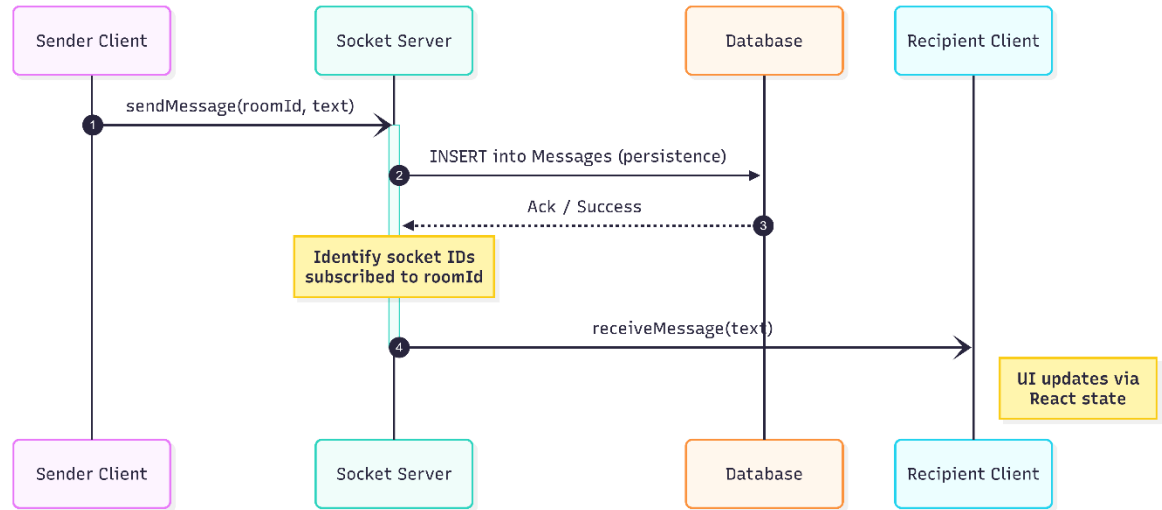 Sender Client
Socket Server
Database
Recipient Client
sendMessage(roomId, text)
1
INSERT into Messages (persistence)
2
Ack / Success
3
Identify socket IDs
subscribed to roomId
receiveMessage(text)
4
UI updates via
React state
Sender Client
Socket Server
Database
Recipient Client